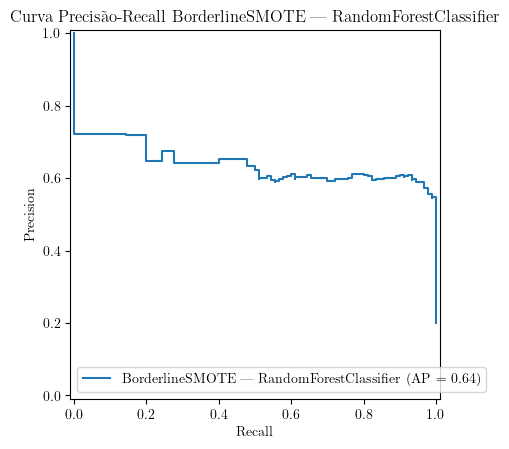 Curva Precisão-Recall BorderlineSMOTE — RandomForestClassifier
1.0
0.8
0.6
0.4
0.2
0.0
Precision
BorderlineSMOTE — RandomForestClassifier (AP = 0.64)
0.0 0.2 0.4 0.6 0.8 1.0
Recall